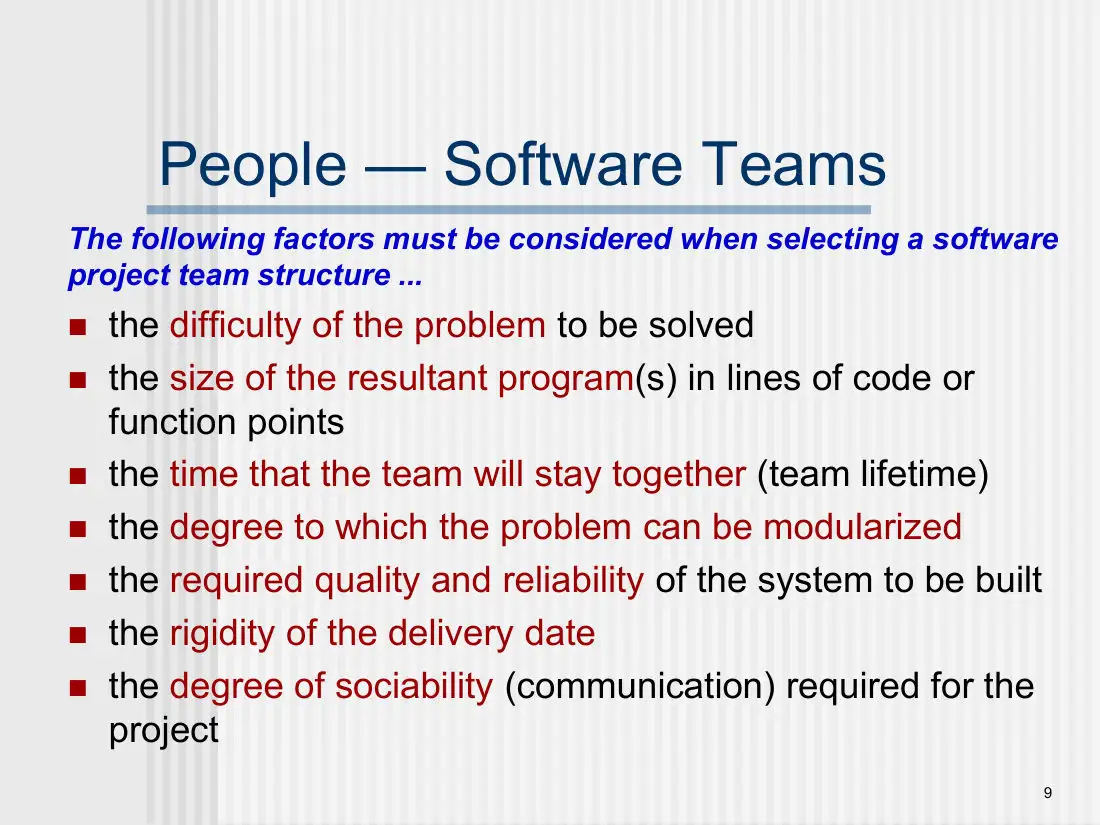 People — Software Teams
The following factors must be considered when selecting a software
project team structure ...
the difficulty of the problem to be solved
the size of the resultant program(s) in lines of code or
function points
the time that the team will stay together (team lifetime)
the degree to which the problem can be modularized
the required quality and reliability of the system to be built
the rigidity of the delivery date
the degree of sociability (communication) required for the
project
9